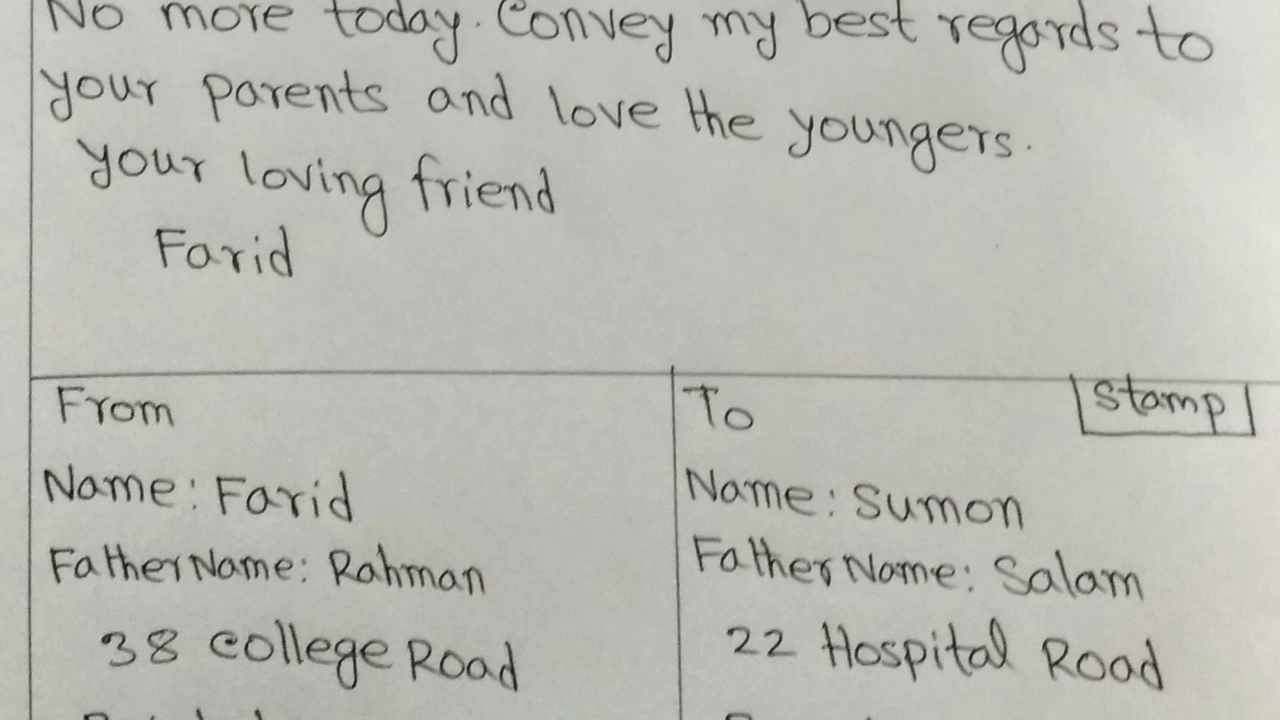 No more today. Convey my best regards to
your parents and love the youngers.
your loving friend
Farid
From
Name: Farid
Father Name: Rahman
38 College Road
To
Stamp
Name: Sumon
Father Name: Salam
22 Hospital Road